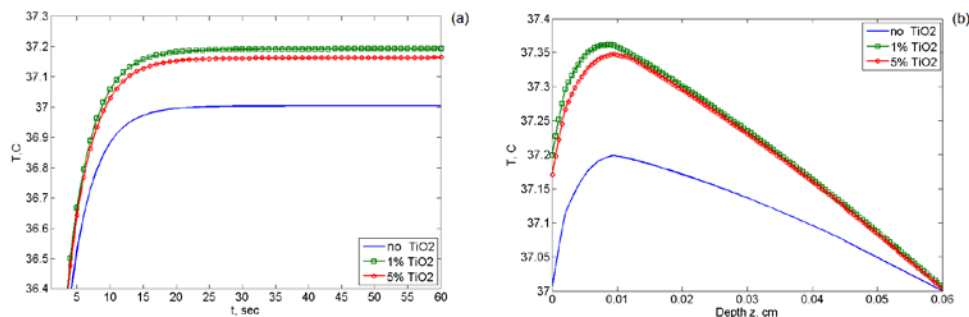 (a)
37.3
37.2
37.1
37
36.9
36.8
36.7
36.6
36.5
36.4
T,C
5 10 15 20 25 30 35 40 45 50 55 60
t, sec
no TiO2
1% TiO2
5% TiO2
(b)
37.4
37.35
37.3
37.25
37.2
37.15
37.1
37.05
37
T, C
0 0.01 0.02 0.03 0.04 0.05 0.06
Depth z, cm
no TiO2
1% TiO2
5% TiO2